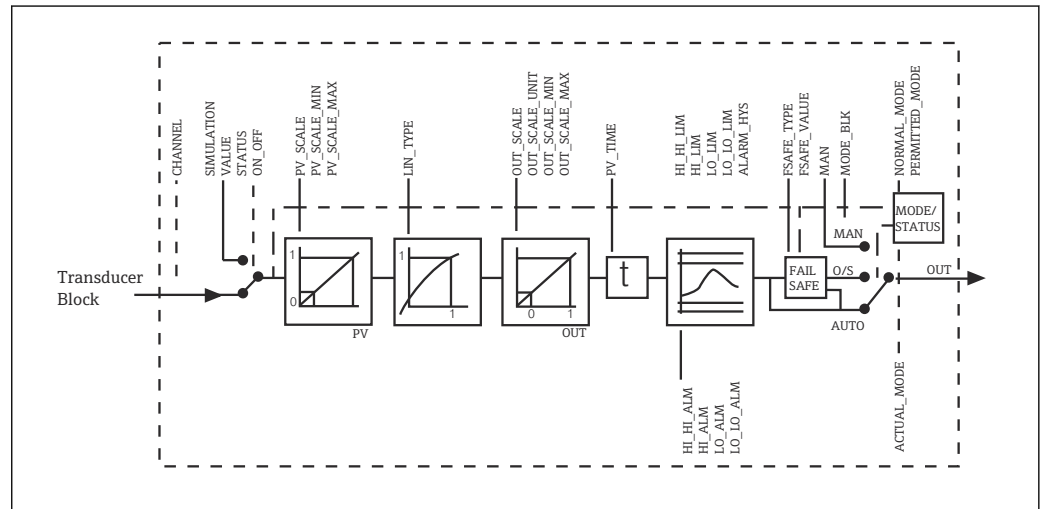 CHANNEL
SIMULATION
VALUE
STATUS
ON_OFF
PV_SCALE
PV_SCALE_MIN
PV_SCALE_MAX
LIN_TYPE
OUT_SCALE
OUT_SCALE_UNIT
OUT_SCALE_MIN
OUT_SCALE_MAX
PV_TIME
HI_HI_LIM
HI_LIM
LO_LIM
LO_LO_LIM
ALARM_HYS
FSAFE_TYPE
FSAFE_VALUE
MAN
MODE_BLK
NORMAL_MODE
PERMITTED_MODE
MODE/
STATUS
MAN
Transducer
Block
1
0
PV
1
1
1
0
1
OUT
t
FAIL
SAFE
O/S
AUTO
OUT
HI_HI_ALM
HI_ALM
LO_ALM
LO_LO_ALM
ACTUAL_MODE